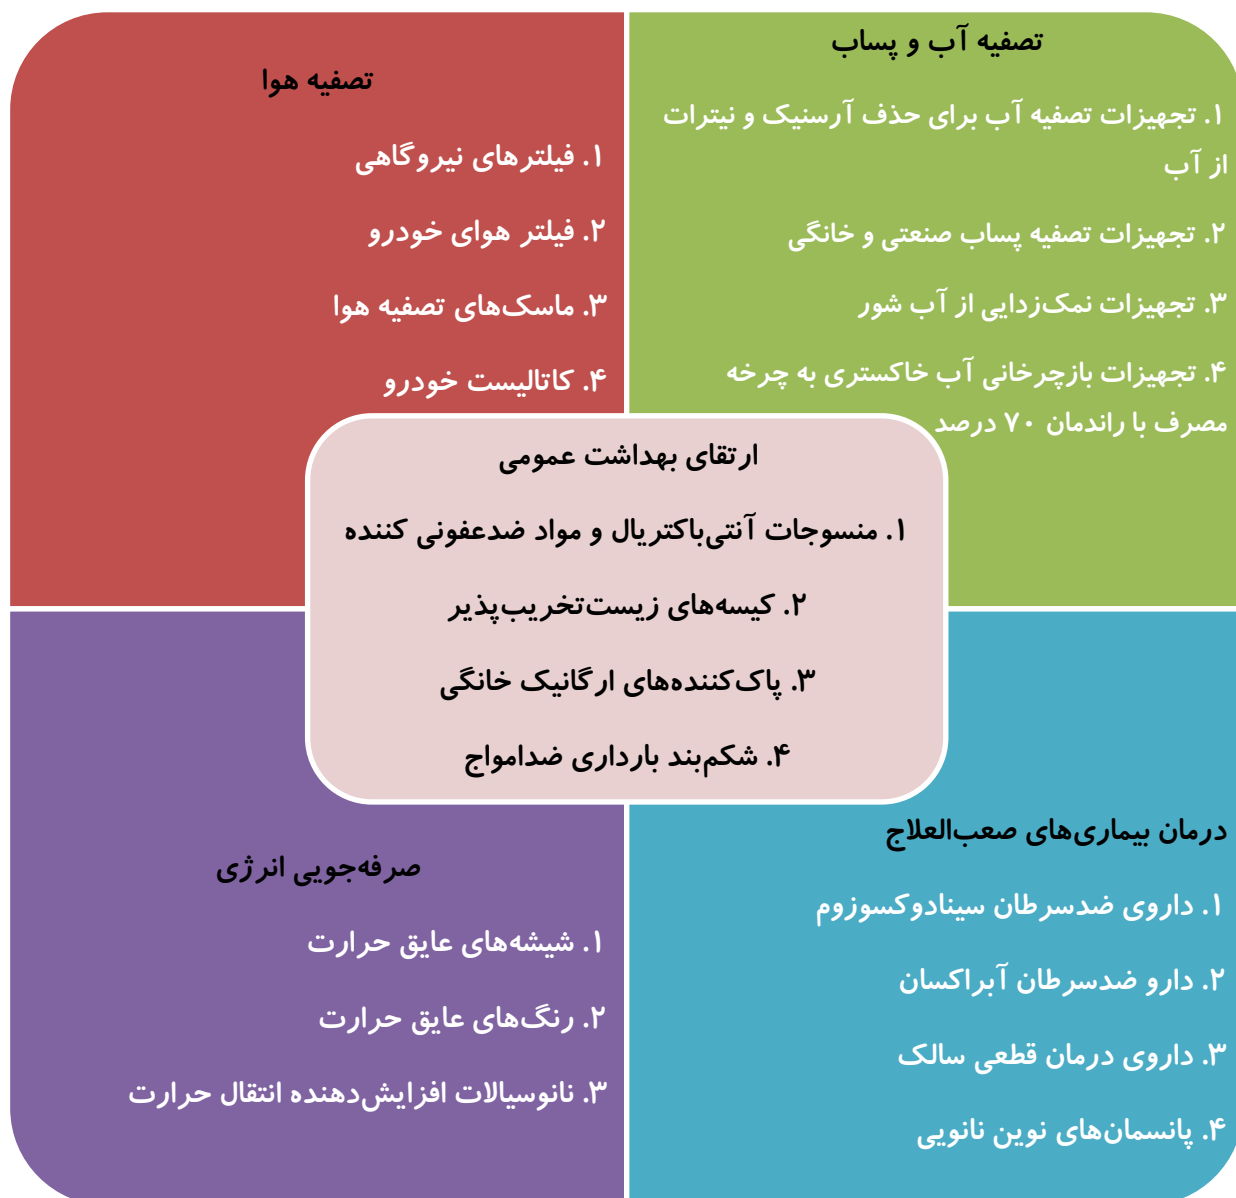 تصفیه آب و پساب
۱. تجهیزات تصفیه آب برای حذف آرسنیک و نیترات
از آب
۲. تجهیزات تصفیه پساب صنعتی و خانگی
۳. تجهیزات نمک‌زدایی از آب شور
۴. تجهیزات بازچرخانی آب خاکستری به چرخه
مصرف با راندمان ۷۰ درصد
تصفیه هوا
۱. فیلترهای نیروگاهی
۲. فیلتر هوای خودرو
۳. ماسک‌های تصفیه هوا
۴. کاتالیست خودرو
ارتقای بهداشت عمومی
۱. منسوجات آنتی‌باکتریال و مواد ضدعفونی کننده
۲. کیسه‌های زیست‌تخریب‌پذیر
۳. پاک‌کننده‌های ارگانیک خانگی
۴. شکم‌بند بارداری ضدامواج
درمان بیماری‌های صعب‌العلاج
۱. داروی ضدسرطان سینادوکسوزوم
۲. دارو ضدسرطان آبراکسان
۳. داروی درمان قطعی سالک
۴. پانسمان‌های نوین نانویی
صرفه‌جویی انرژی
۱. شیشه‌های عایق حرارت
۲. رنگ‌های عایق حرارت
۳. نانوسیالات افزایش‌دهنده انتقال حرارت